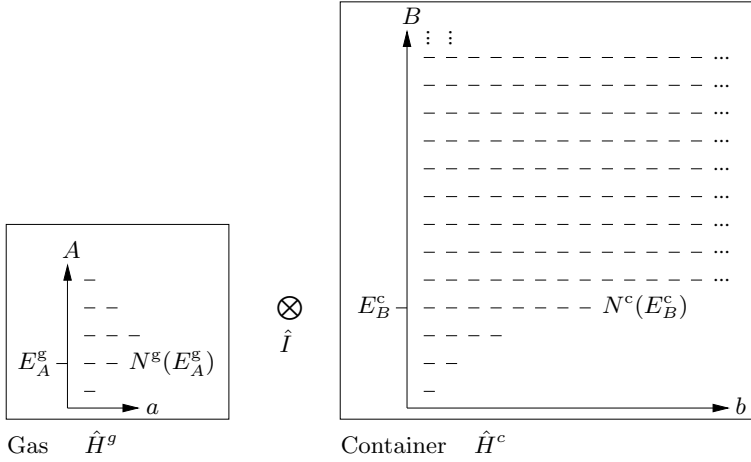 B
A
E_B^c
N^c(E_B^c)
Î
E_A^g
N^g(E_A^g)
a
b
Gas Ĥ^g
Container Ĥ^c